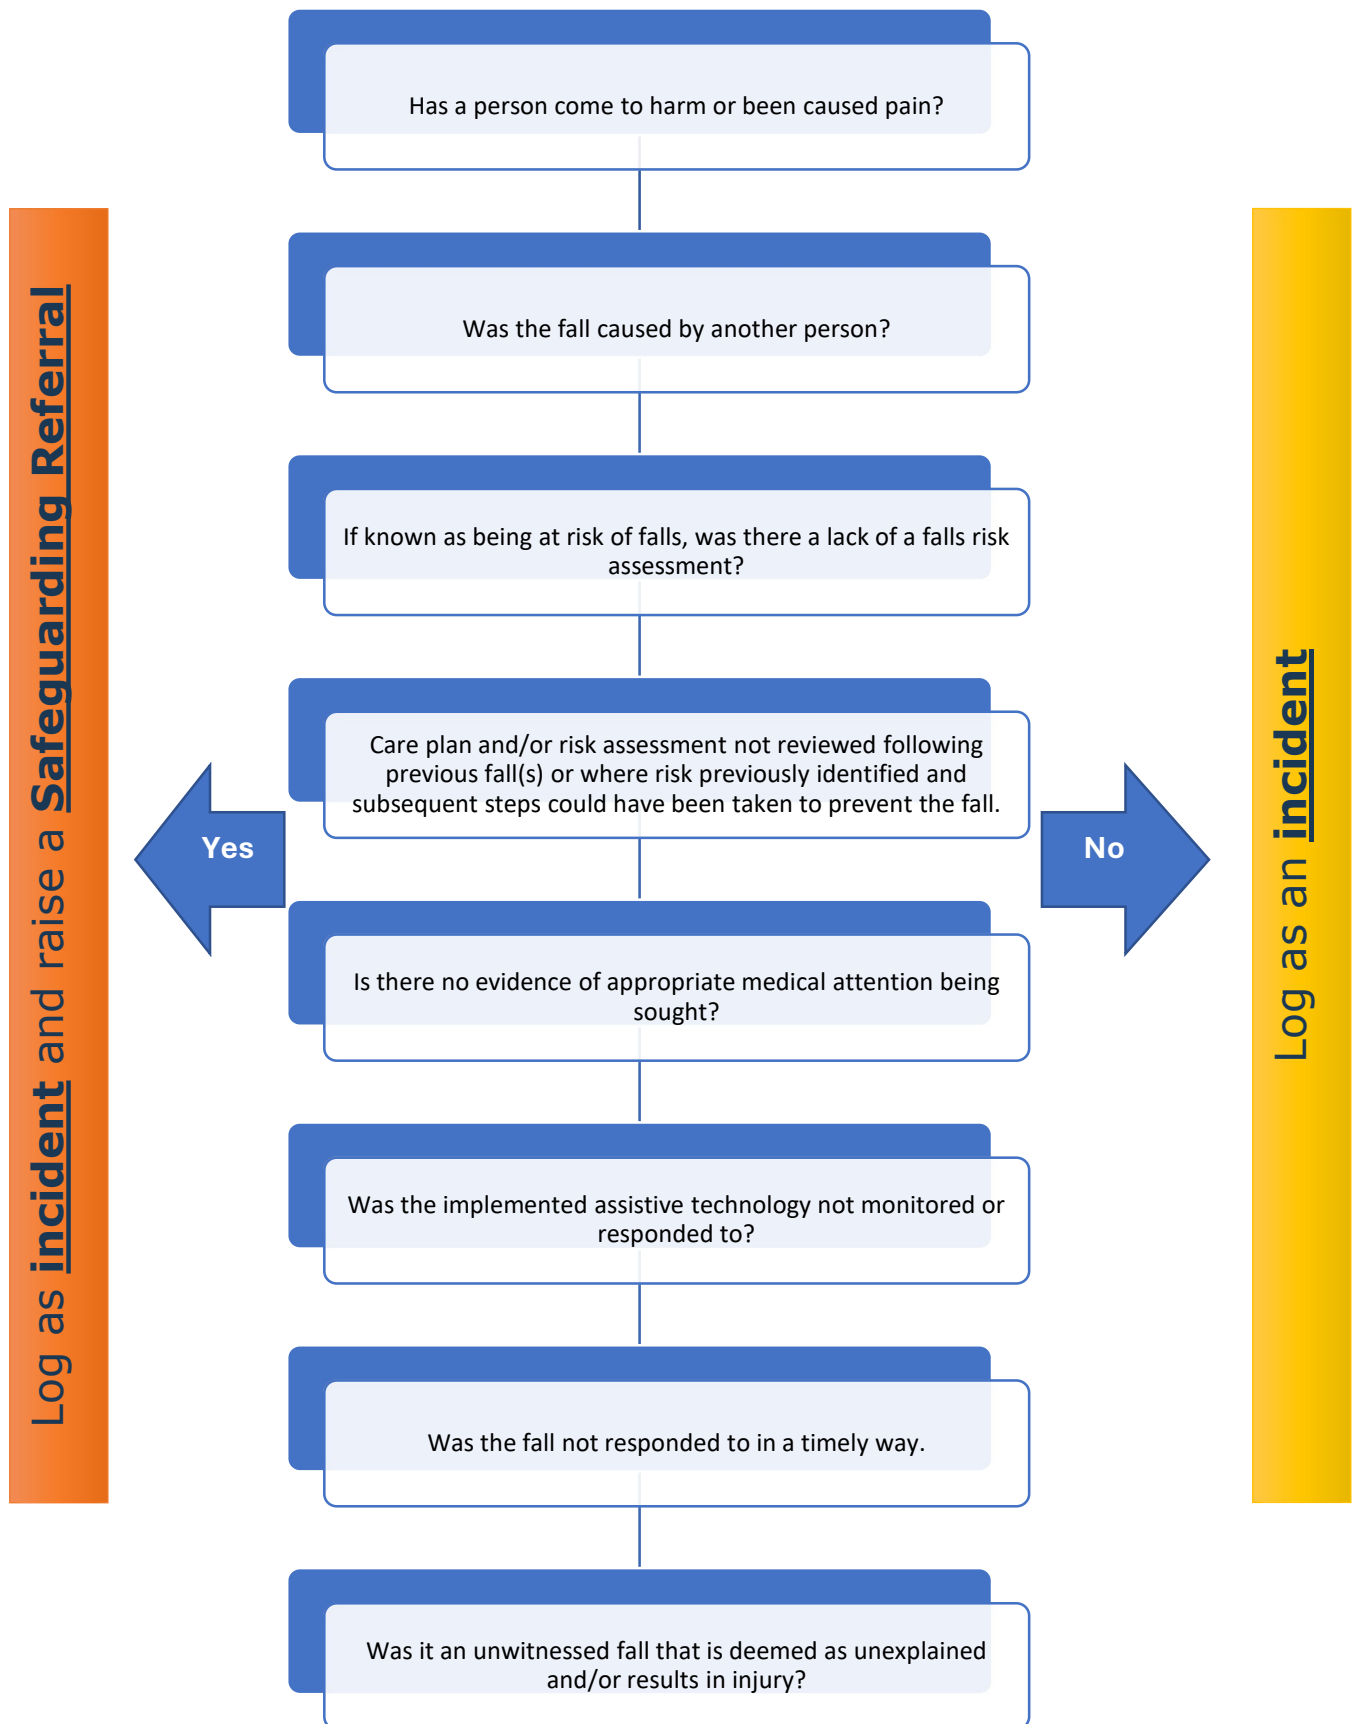 Has a person come to harm or been caused pain?
Was the fall caused by another person?
If known as being at risk of falls, was there a lack of a falls risk
assessment?
Care plan and/or risk assessment not reviewed following
previous fall(s) or where risk previously identified and
subsequent steps could have been taken to prevent the fall.
Is there no evidence of appropriate medical attention being
sought?
Was the implemented assistive technology not monitored or
responded to?
Was the fall not responded to in a timely way.
Was it an unwitnessed fall that is deemed as unexplained
and/or results in injury?
Yes
Log as incident and raise a Safeguarding Referral
No
Log as an incident